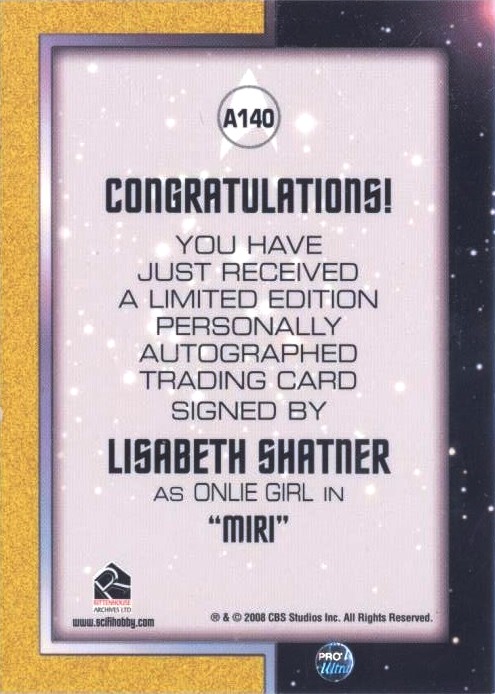 A140
CONGRATULATIONS!
YOU HAVE
JUST RECEIVED
A LIMITED EDITION
PERSONALLY
AUTOGRAPHED
TRADING CARD
SIGNED BY
LISABETH SHATNER
AS ONLIE GIRL IN
"MIRI"
RITTENHOUSE
ARCHIVES LTD
www.scifihobby.com
® & © 2008 CBS Studios Inc. All Rights Reserved.
PRO
Ultra